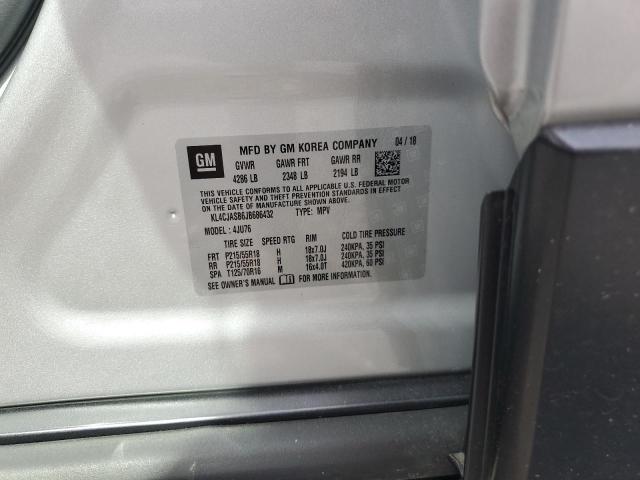 GM MFD BY GM KOREA COMPANY 04 / 18
GVWR GAWR FRT GAWR RR
4286 LB 2348 LB 2194 LB
THIS VEHICLE CONFORMS TO ALL APPLICABLE U.S. FEDERAL MOTOR
VEHICLE SAFETY AND THEFT PREVENTION STANDARDS IN EFFECT
ON THE DATE OF MANUFACTURE SHOWN ABOVE.
KL4CJASB6JB686432 TYPE: MPV
MODEL: 4JU76
TIRE SIZE SPEED RTG RIM COLD TIRE PRESSURE
FRT P215/55R18 H 18x7.0J 240KPA, 35 PSI
RR P215/55R18 H 18x7.0J 240KPA, 35 PSI
SPA T125/70R16 M 16x4.0T 420KPA, 60 PSI
SEE OWNER'S MANUAL FOR MORE INFORMATION.